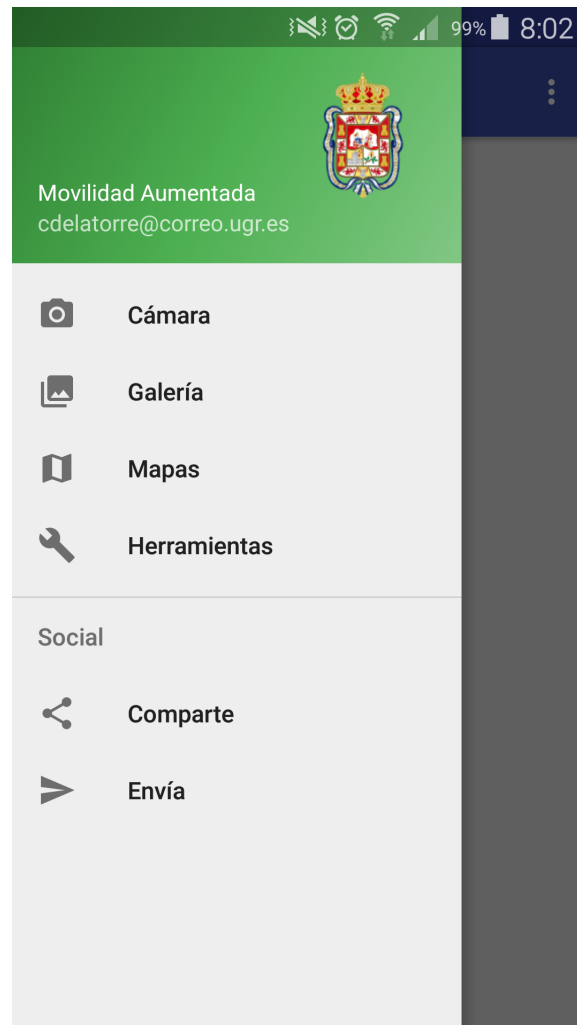 99% 8:02
Movilidad Aumentada
cdelatorre@correo.ugr.es
Cámara
Galería
Mapas
Herramientas
Social
Comparte
Envía